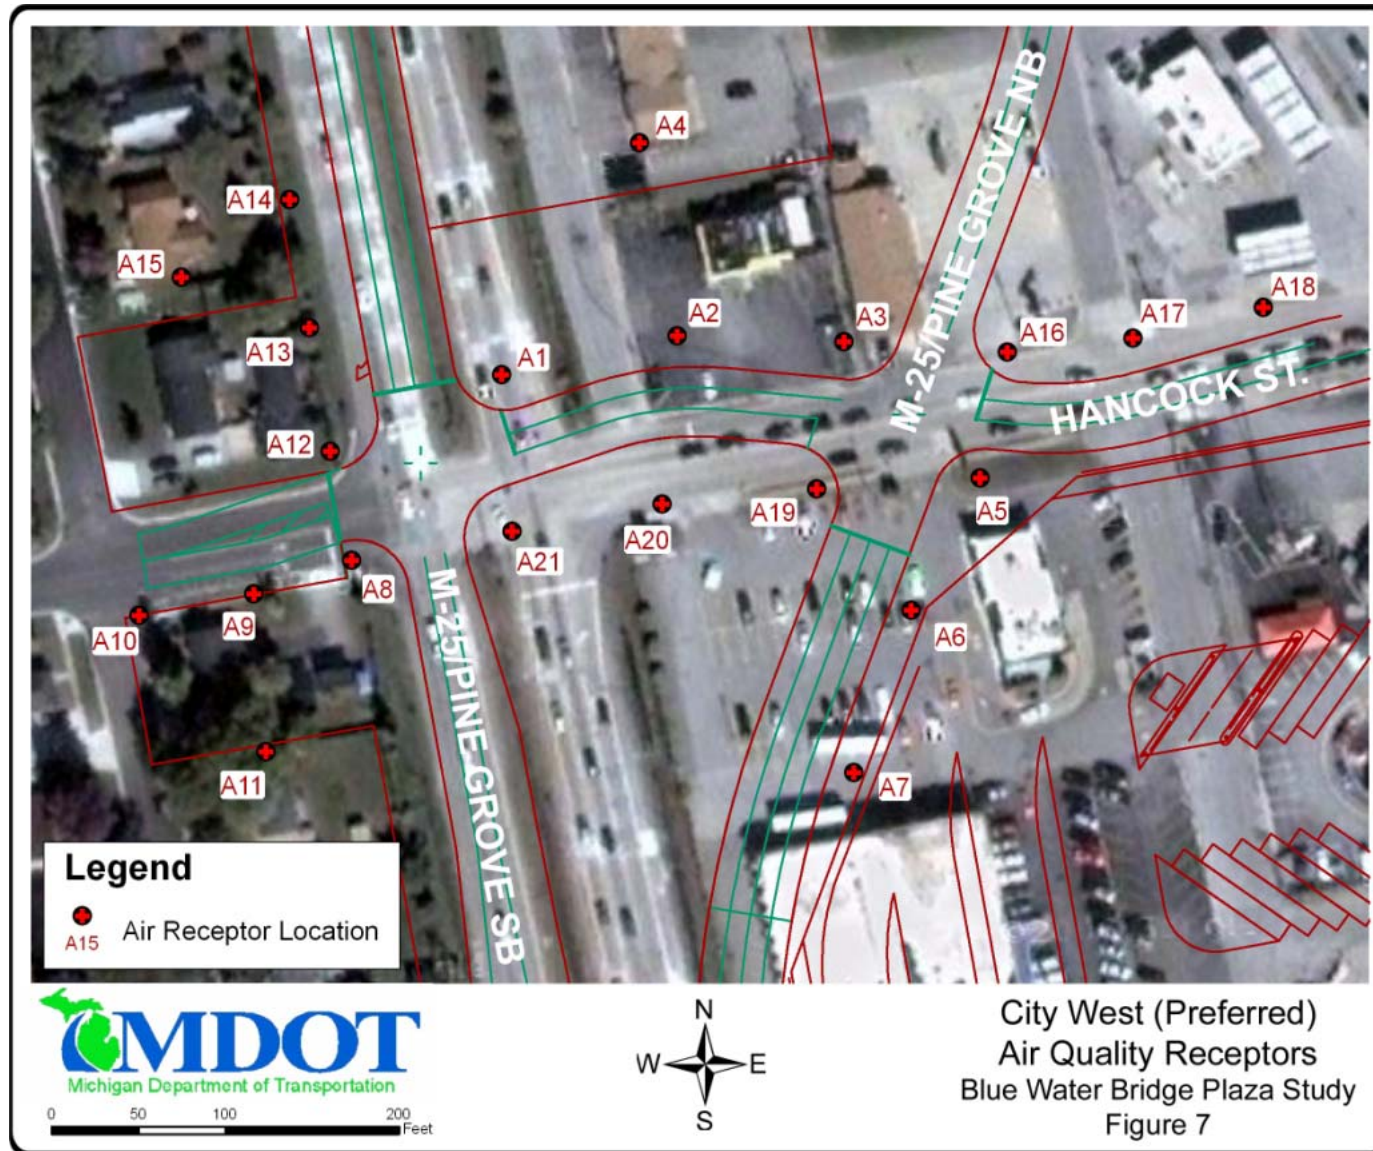 A4
A14
A15
A13
A1
A2
A3
A16
A17
A18
M-25/PINE GROVE NB
HANCOCK ST.
A12
A5
A19
A20
A21
A8
A9
A10
A6
M-25/PINE GROVE SB
A11
A7
Legend
A15 Air Receptor Location
MDOT
Michigan Department of Transportation
0 50 100 200
Feet
N
W E
S
City West (Preferred)
Air Quality Receptors
Blue Water Bridge Plaza Study
Figure 7